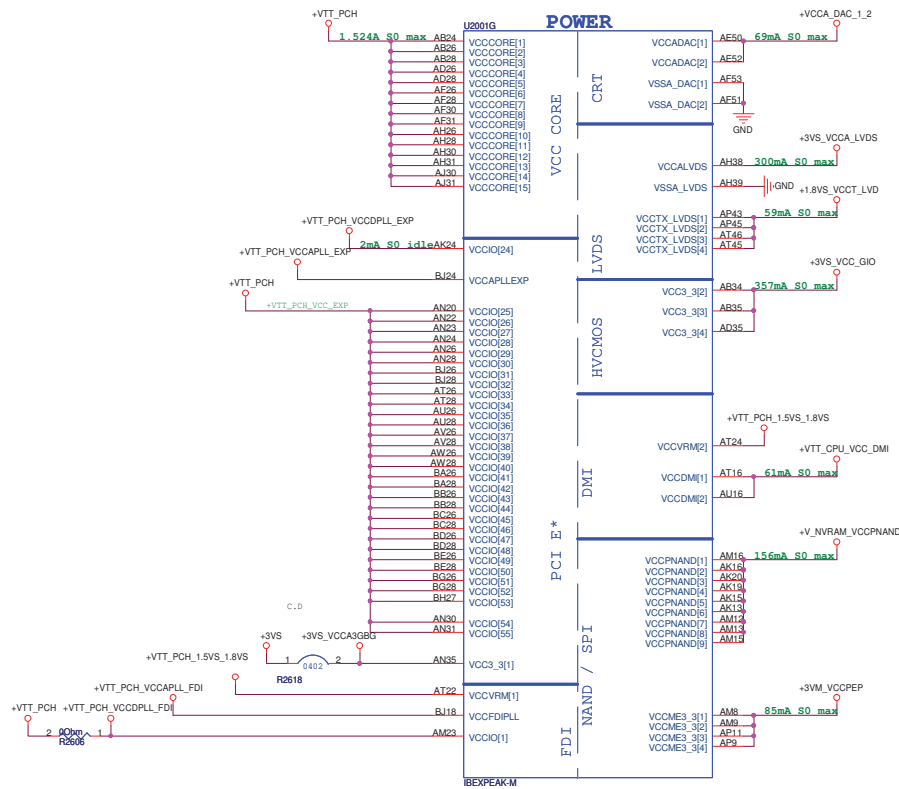 POWER
U2001G
+VTT_PCH
1.524A S0 max
AB24 VCCCORE[1]
AB26 VCCCORE[2]
AB28 VCCCORE[3]
AD26 VCCCORE[4]
AD28 VCCCORE[5]
AF26 VCCCORE[6]
AF28 VCCCORE[7]
AF30 VCCCORE[8]
AF31 VCCCORE[9]
AH26 VCCCORE[10]
AH28 VCCCORE[11]
AH30 VCCCORE[12]
AH31 VCCCORE[13]
AJ30 VCCCORE[14]
AJ31 VCCCORE[15]
VCC CORE
+VTT_PCH_VCCDPLL_EXP
2mA S0 idle
AK24 VCCIO[24]
+VTT_PCH_VCCAPLL_EXP
BJ24 VCCAPLLEXP
+VTT_PCH
+VTT_PCH_VCC_EXP
AN20 VCCIO[25]
AN22 VCCIO[26]
AN23 VCCIO[27]
AN24 VCCIO[28]
AN26 VCCIO[29]
AN28 VCCIO[30]
BJ26 VCCIO[31]
BJ28 VCCIO[32]
AT26 VCCIO[33]
AT28 VCCIO[34]
AU26 VCCIO[35]
AU28 VCCIO[36]
AV26 VCCIO[37]
AV28 VCCIO[38]
AW26 VCCIO[39]
AW28 VCCIO[40]
BA26 VCCIO[41]
BA28 VCCIO[42]
BB26 VCCIO[43]
BB28 VCCIO[44]
BC26 VCCIO[45]
BC28 VCCIO[46]
BD26 VCCIO[47]
BD28 VCCIO[48]
BE26 VCCIO[49]
BE28 VCCIO[50]
BG26 VCCIO[51]
BG28 VCCIO[52]
BH27 VCCIO[53]
C.D
AN30 VCCIO[54]
AN31 VCCIO[55]
PCI E*
+3VS
+3VS_VCCA3GBG
1 0402 2
R2618
AN35 VCC3_3[1]
+VTT_PCH_1.5VS_1.8VS
AT22 VCCVRM[1]
+VTT_PCH_VCCAPLL_FDI
BJ18 VCCFDIPLL
+VTT_PCH
+VTT_PCH_VCCDPLL_FDI
2 0Ohm 1
R2606
AM23 VCCIO[1]
FDI
IBEXPEAK-M
CRT
+VCCA_DAC_1_2
VCCADAC[1] AE50 69mA S0 max
VCCADAC[2] AE52
VSSA_DAC[1] AF53
VSSA_DAC[2] AF51
GND
LVDS
+3VS_VCCA_LVDS
VCCALVDS AH38 300mA S0 max
VSSA_LVDS AH39 GND
+1.8VS_VCCT_LVD
VCCTX_LVDS[1] AP43 59mA S0 max
VCCTX_LVDS[2] AP45
VCCTX_LVDS[3] AT46
VCCTX_LVDS[4] AT45
HVCMOS
+3VS_VCC_GIO
VCC3_3[2] AB34 357mA S0 max
VCC3_3[3] AB35
VCC3_3[4] AD35
DMI
+VTT_PCH_1.5VS_1.8VS
VCCVRM[2] AT24
+VTT_CPU_VCC_DMI
VCCDMI[1] AT16 61mA S0 max
VCCDMI[2] AU16
NAND / SPI
+V_NVRAM_VCCPNAND
VCCPNAND[1] AM16 156mA S0 max
VCCPNAND[2] AK16
VCCPNAND[3] AK20
VCCPNAND[4] AK19
VCCPNAND[5] AK15
VCCPNAND[6] AK13
VCCPNAND[7] AM12
VCCPNAND[8] AM13
VCCPNAND[9] AM15
+3VM_VCCPEP
VCCME3_3[1] AM8 85mA S0 max
VCCME3_3[2] AM9
VCCME3_3[3] AP11
VCCME3_3[4] AP9